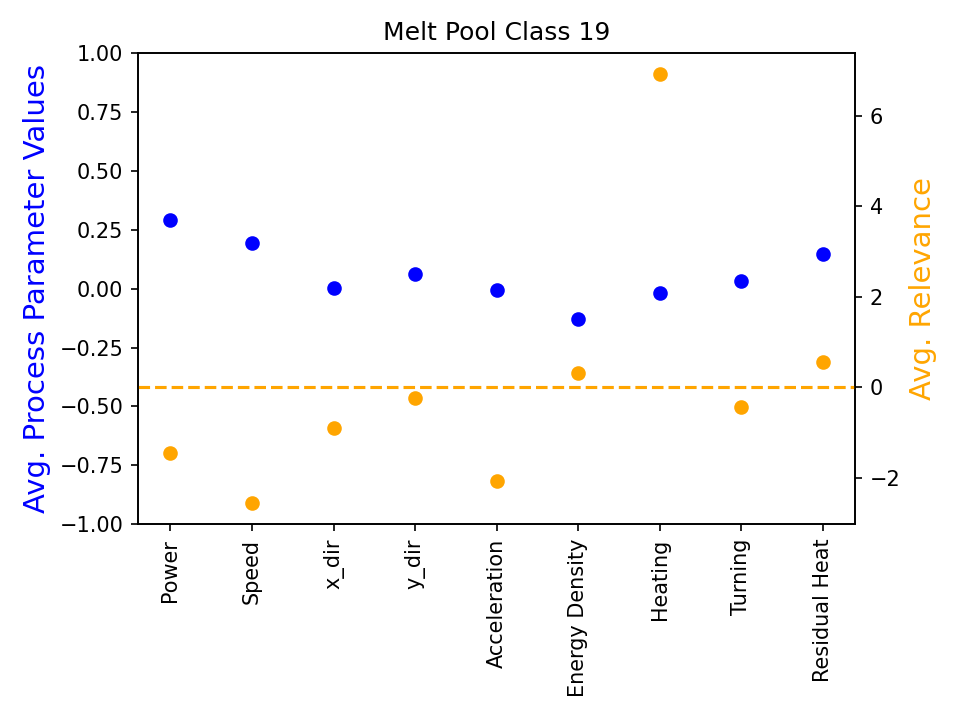 Melt Pool Class 19
Avg. Process Parameter Values
1.00
0.75
0.50
0.25
0.00
−0.25
−0.50
−0.75
−1.00
6
4
2
0
−2
Avg. Relevance
Power
Speed
x_dir
y_dir
Acceleration
Energy Density
Heating
Turning
Residual Heat